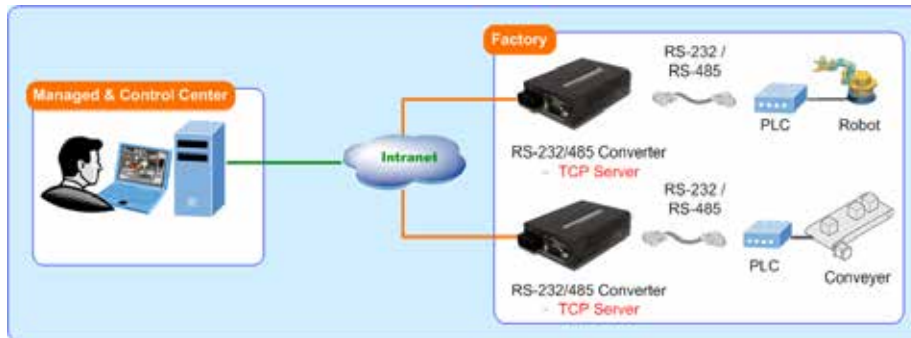 Factory
RS-232 /
RS-485
Managed & Control Center
PLC
Robot
Intranet
RS-232/485 Converter
- TCP Server
RS-232 /
RS-485
PLC
Conveyer
RS-232/485 Converter
- TCP Server